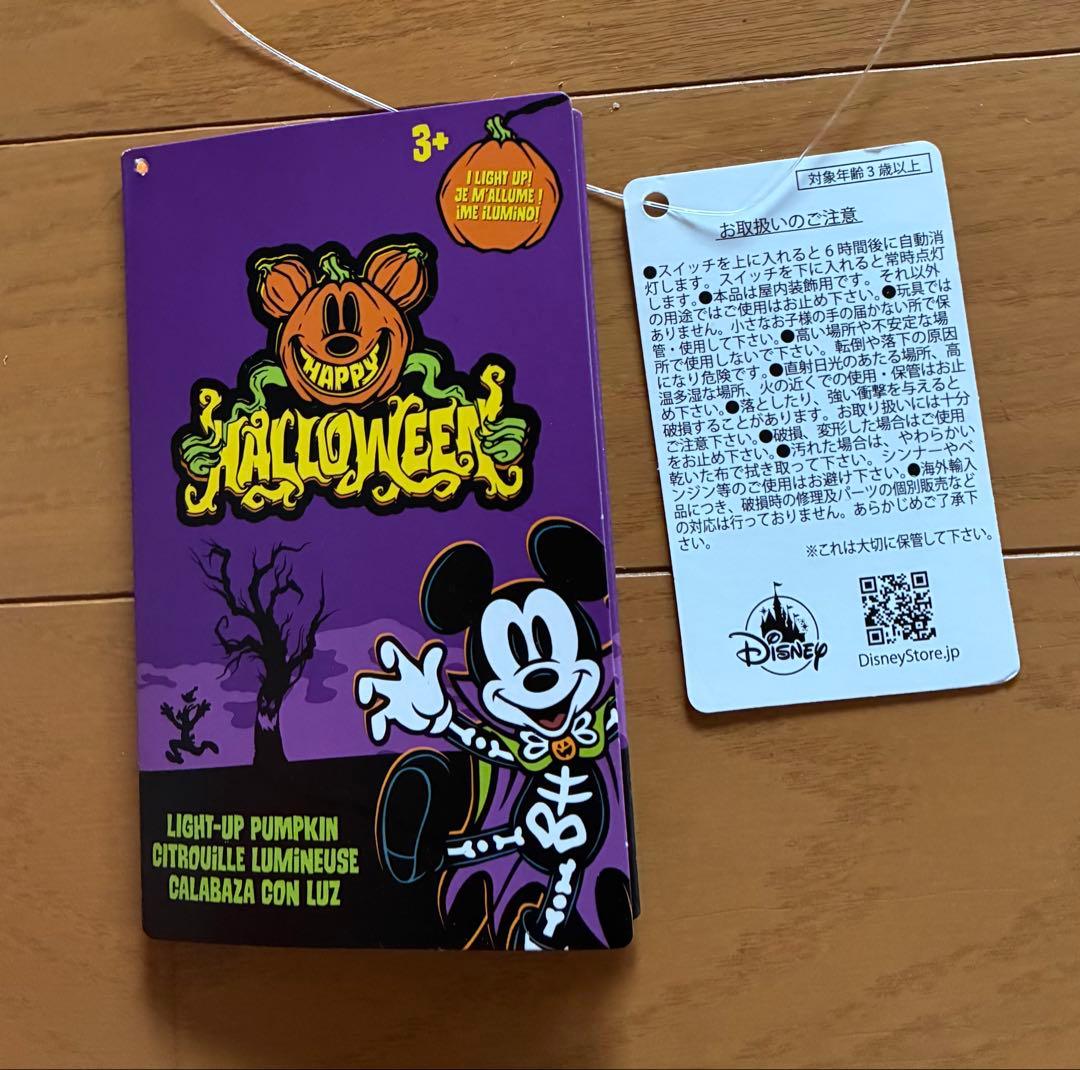 3+
I LIGHT UP!
JE M'ALLUME !
¡ME ILUMINO!
HAPPY
HALLOWEEN
LIGHT-UP PUMPKIN
CITROUILLE LUMINEUSE
CALABAZA CON LUZ
対象年齢3歳以上
お取扱いのご注意
●スイッチを上に入れると6時間後に自動消
灯します。スイッチを下に入れると常時点灯
します。●本品は屋内装飾用です。それ以外
の用途ではご使用はお止め下さい。●玩具では
ありません。小さなお子様の手の届かない所で保
管・使用して下さい。●高い場所や不安定な場
所で使用しないで下さい。転倒や落下の原因
になり危険です。●直射日光のあたる場所、高
温多湿な場所、火の近くでの使用・保管はお止
め下さい。●落としたり、強い衝撃を与えると
破損することがあります。お取り扱いには十分
ご注意下さい。●破損、変形した場合はご使用
をお止め下さい。●汚れた場合は、やわらかい
乾いた布で拭き取って下さい。シンナーやベ
ンジン等のご使用はお避け下さい。●海外輸入
品につき、破損時の修理及パーツの個別販売など
の対応は行っておりません。あらかじめご了承下
さい。
※これは大切に保管して下さい。
Disney
DisneyStore.jp